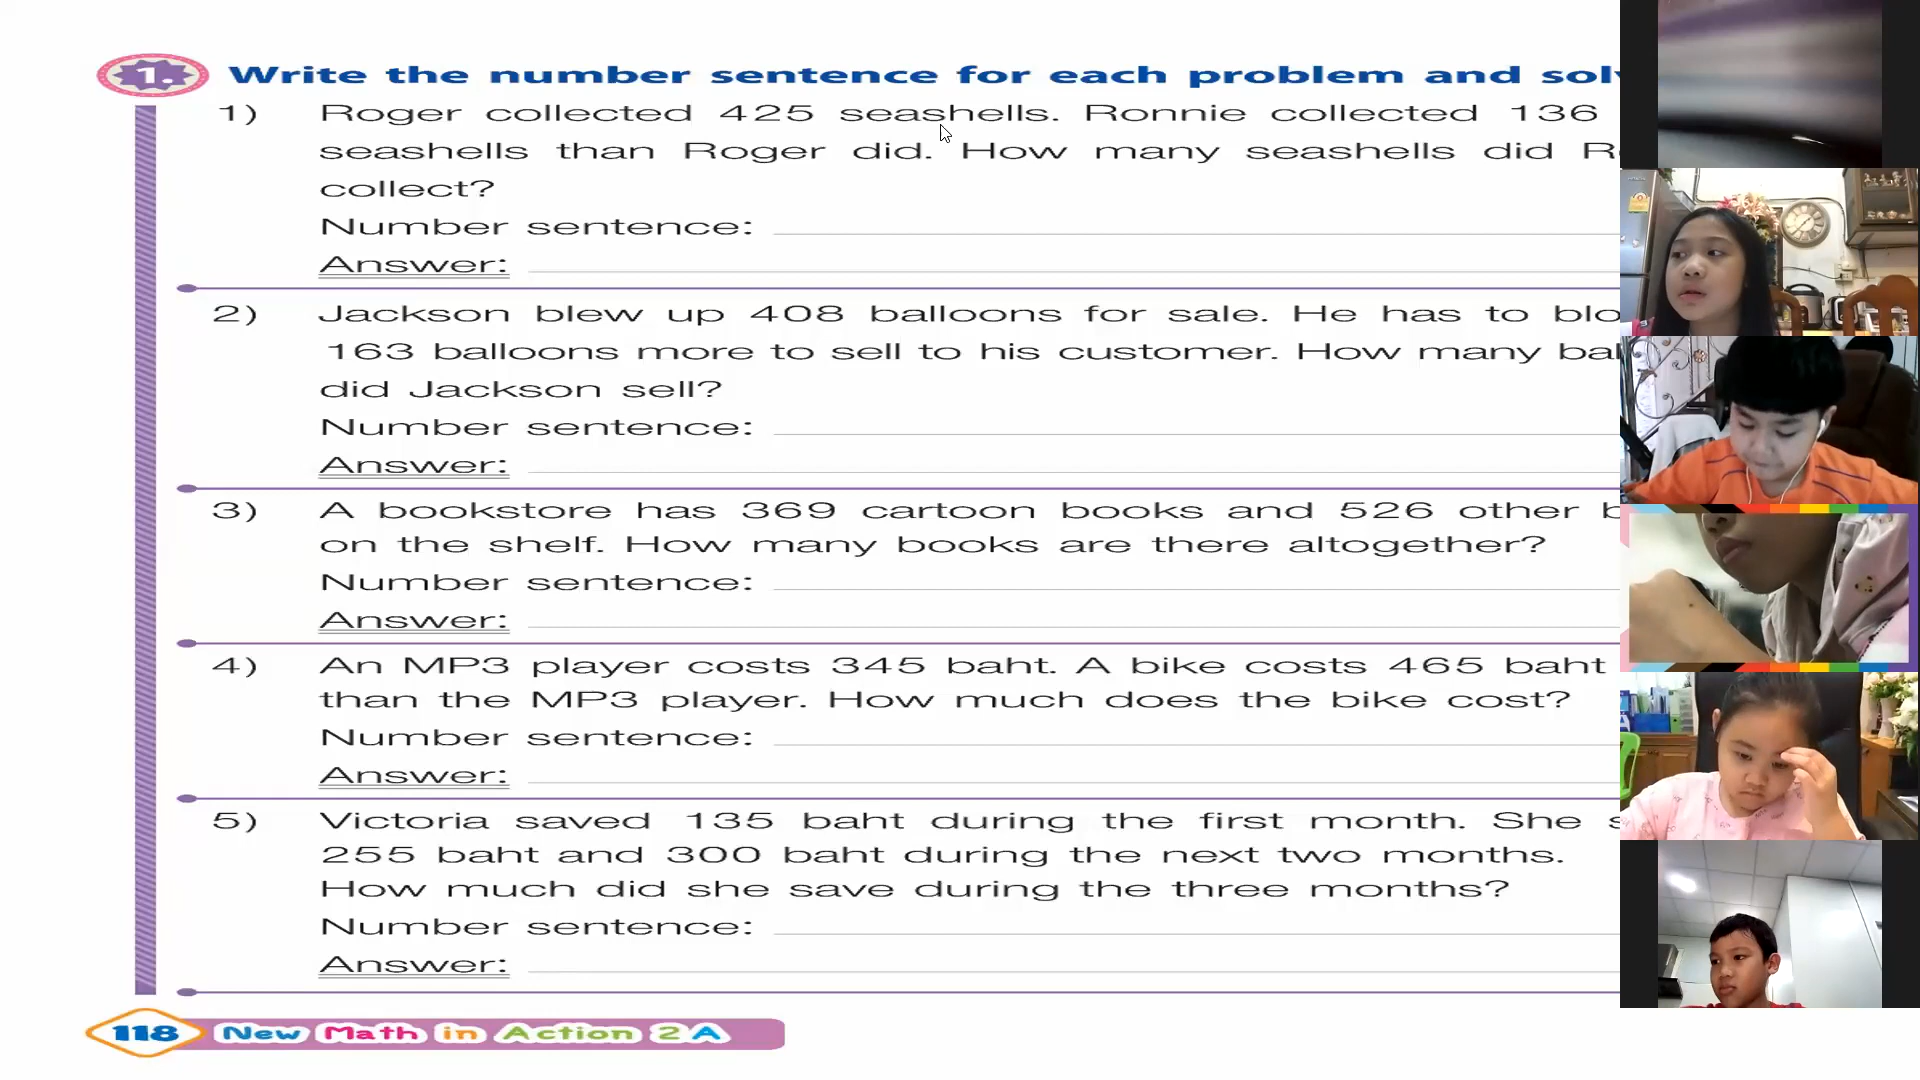 1. Write the number sentence for each problem and
1) Roger collected 425 seashells. Ronnie collected 136
seashells than Roger did. How many seashells did
collect?
Number sentence:
Answer:
2) Jackson blew up 408 balloons for sale. He has to
163 balloons more to sell to his customer. How many
did Jackson sell?
Number sentence:
Answer:
3) A bookstore has 369 cartoon books and 526 other
on the shelf. How many books are there altogether?
Number sentence:
Answer:
4) An MP3 player costs 345 baht. A bike costs 465 baht
than the MP3 player. How much does the bike cost?
Number sentence:
Answer:
5) Victoria saved 135 baht during the first month. She
255 baht and 300 baht during the next two months.
How much did she save during the three months?
Number sentence:
Answer:
118 New Math in Action 2A